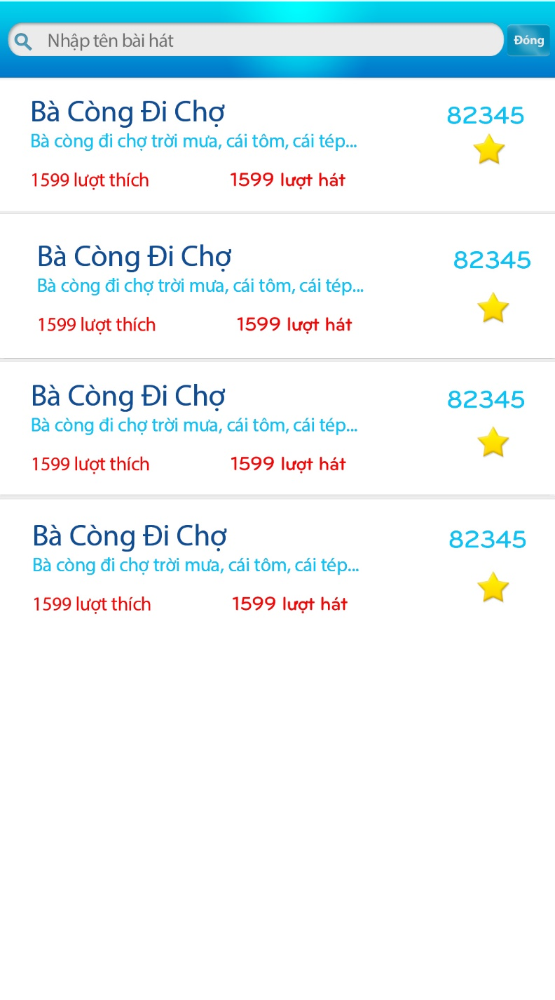 Nhập tên bài hát
Đóng
Bà Còng Đi Chợ
82345
Bà còng đi chợ trời mưa, cái tôm, cái tép...
1599 lượt thích
1599 lượt hát
Bà Còng Đi Chợ
82345
Bà còng đi chợ trời mưa, cái tôm, cái tép...
1599 lượt thích
1599 lượt hát
Bà Còng Đi Chợ
82345
Bà còng đi chợ trời mưa, cái tôm, cái tép...
1599 lượt thích
1599 lượt hát
Bà Còng Đi Chợ
82345
Bà còng đi chợ trời mưa, cái tôm, cái tép...
1599 lượt thích
1599 lượt hát